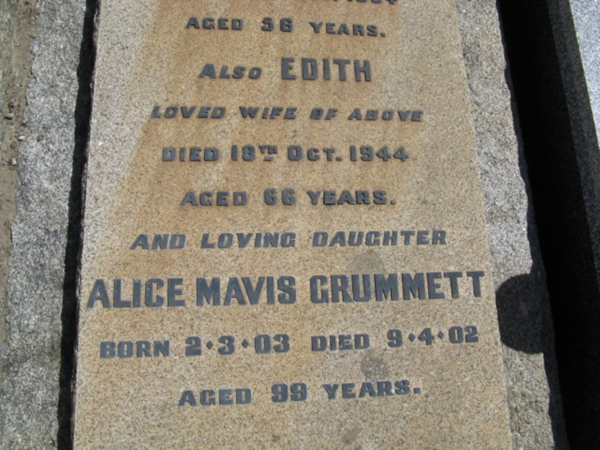 AGED 56 YEARS.
ALSO EDITH
LOVED WIFE OF ABOVE
DIED 18TH OCT. 1944
AGED 66 YEARS.
AND LOVING DAUGHTER
ALICE MAVIS GRUMMETT
BORN 2·3·03 DIED 9·4·02
AGED 99 YEARS.